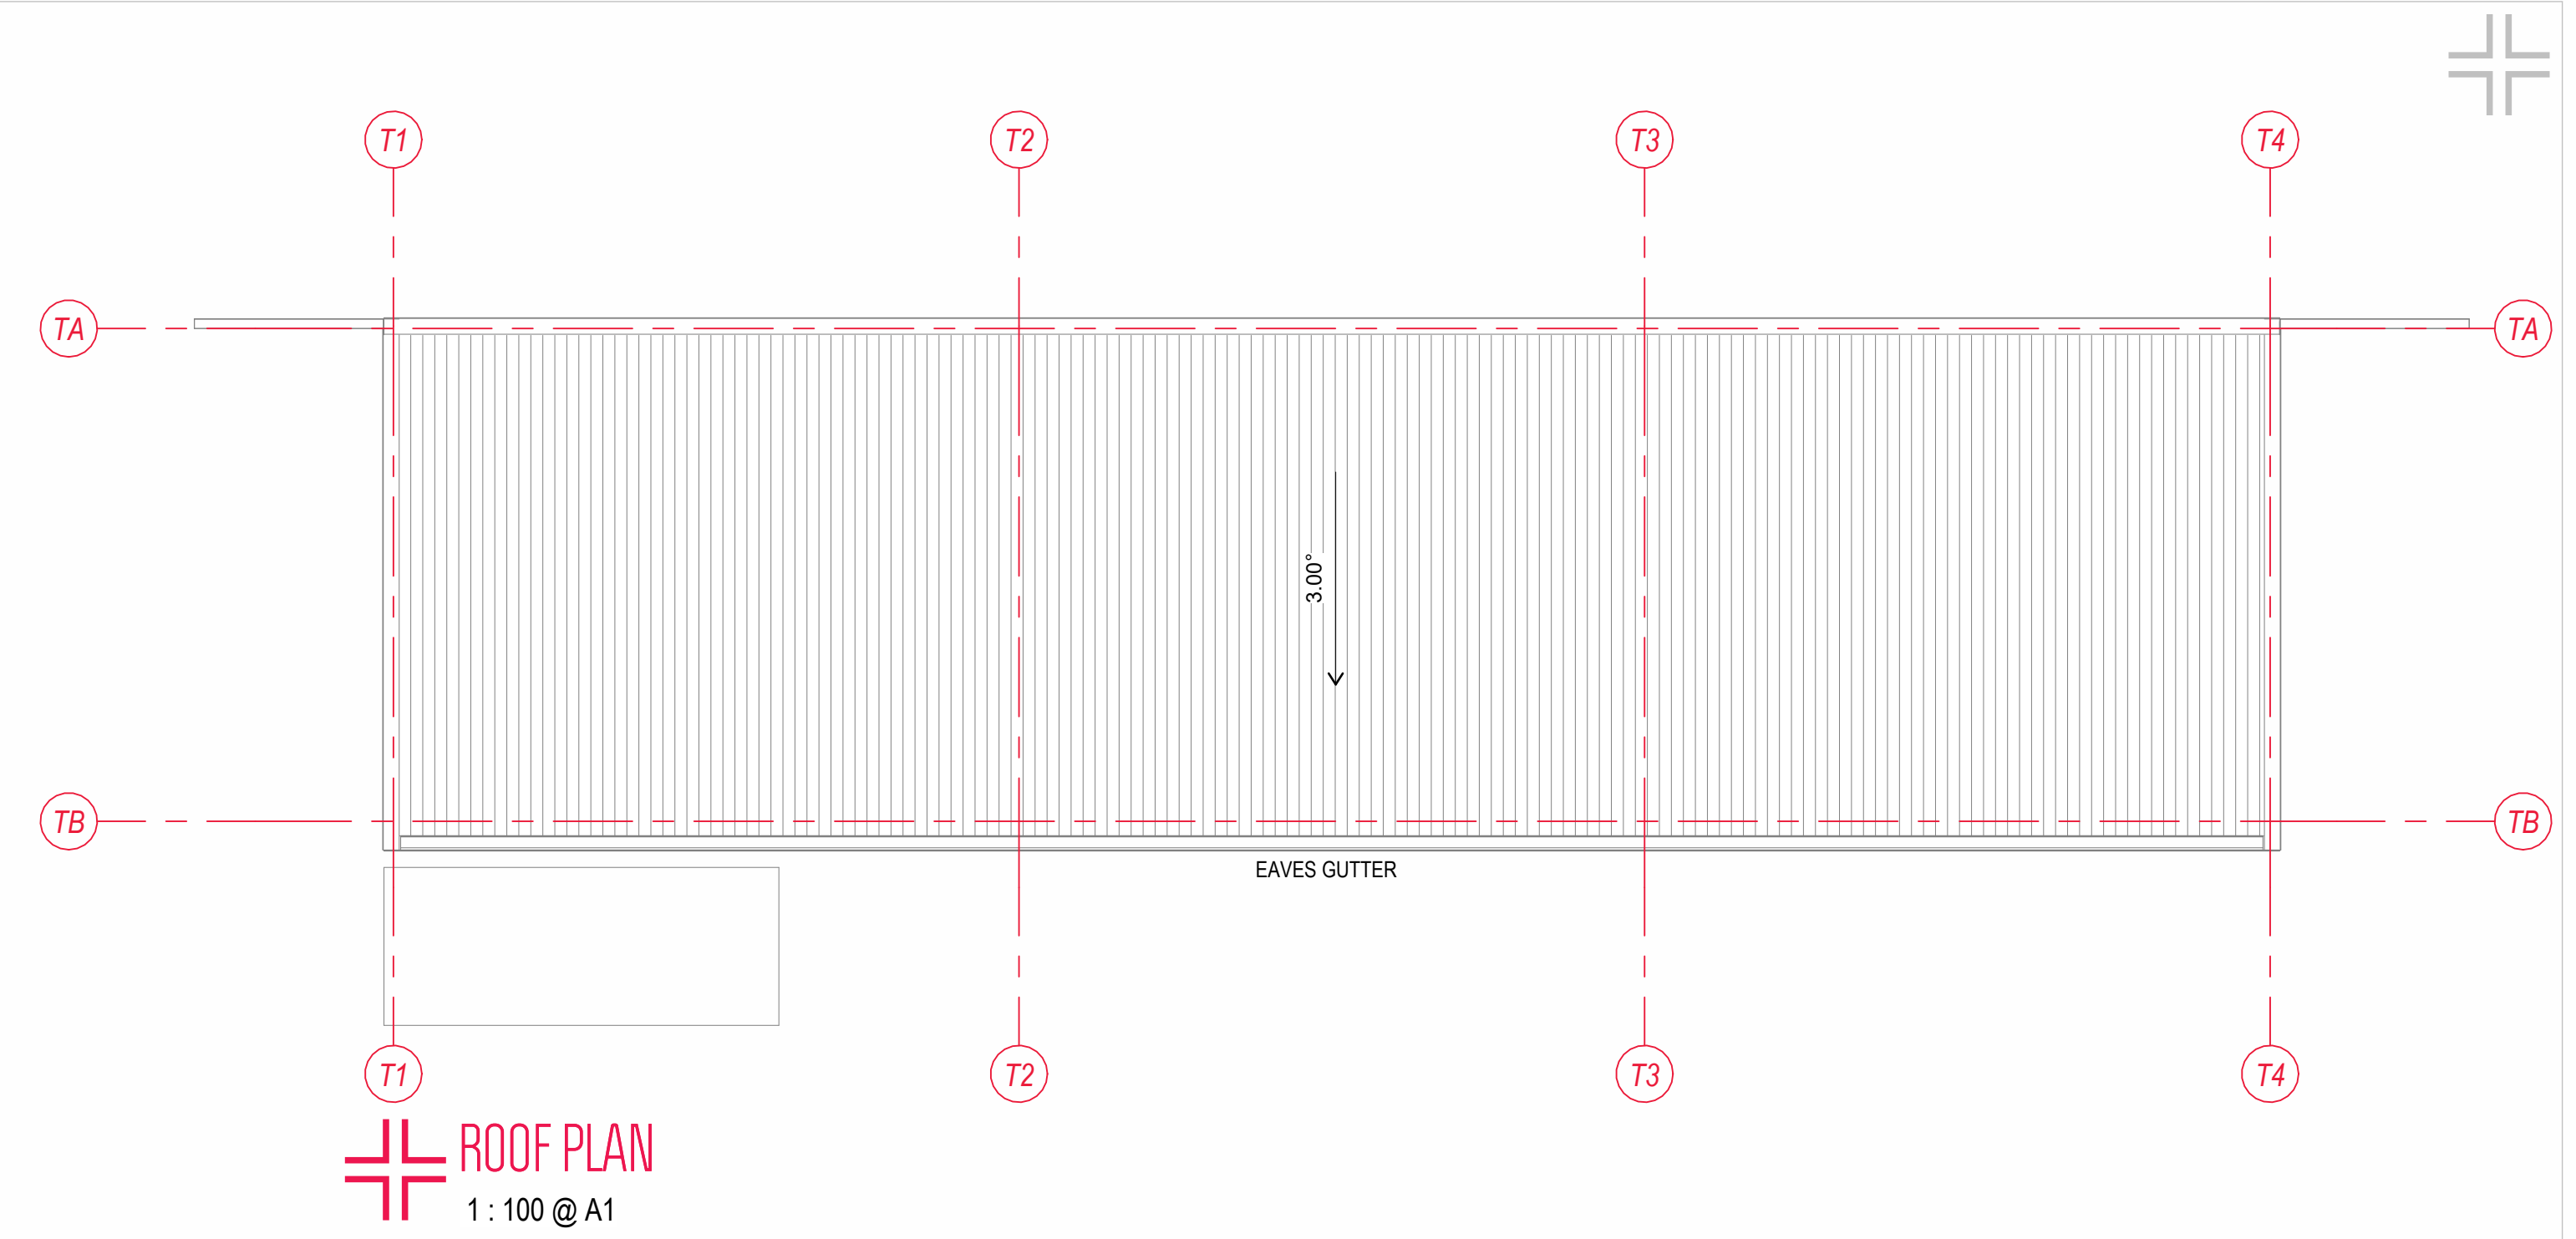 T1 T2 T3 T4
TA TA
3.00°
TB TB
EAVES GUTTER
T1 T2 T3 T4
ROOF PLAN
1 : 100 @ A1